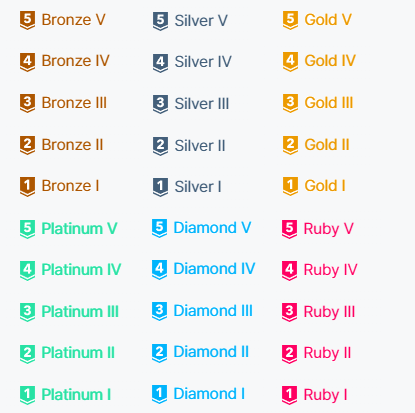 5 Bronze V 5 Silver V 5 Gold V
4 Bronze IV 4 Silver IV 4 Gold IV
3 Bronze III 3 Silver III 3 Gold III
2 Bronze II 2 Silver II 2 Gold II
1 Bronze I 1 Silver I 1 Gold I
5 Platinum V 5 Diamond V 5 Ruby V
4 Platinum IV 4 Diamond IV 4 Ruby IV
3 Platinum III 3 Diamond III 3 Ruby III
2 Platinum II 2 Diamond II 2 Ruby II
1 Platinum I 1 Diamond I 1 Ruby I